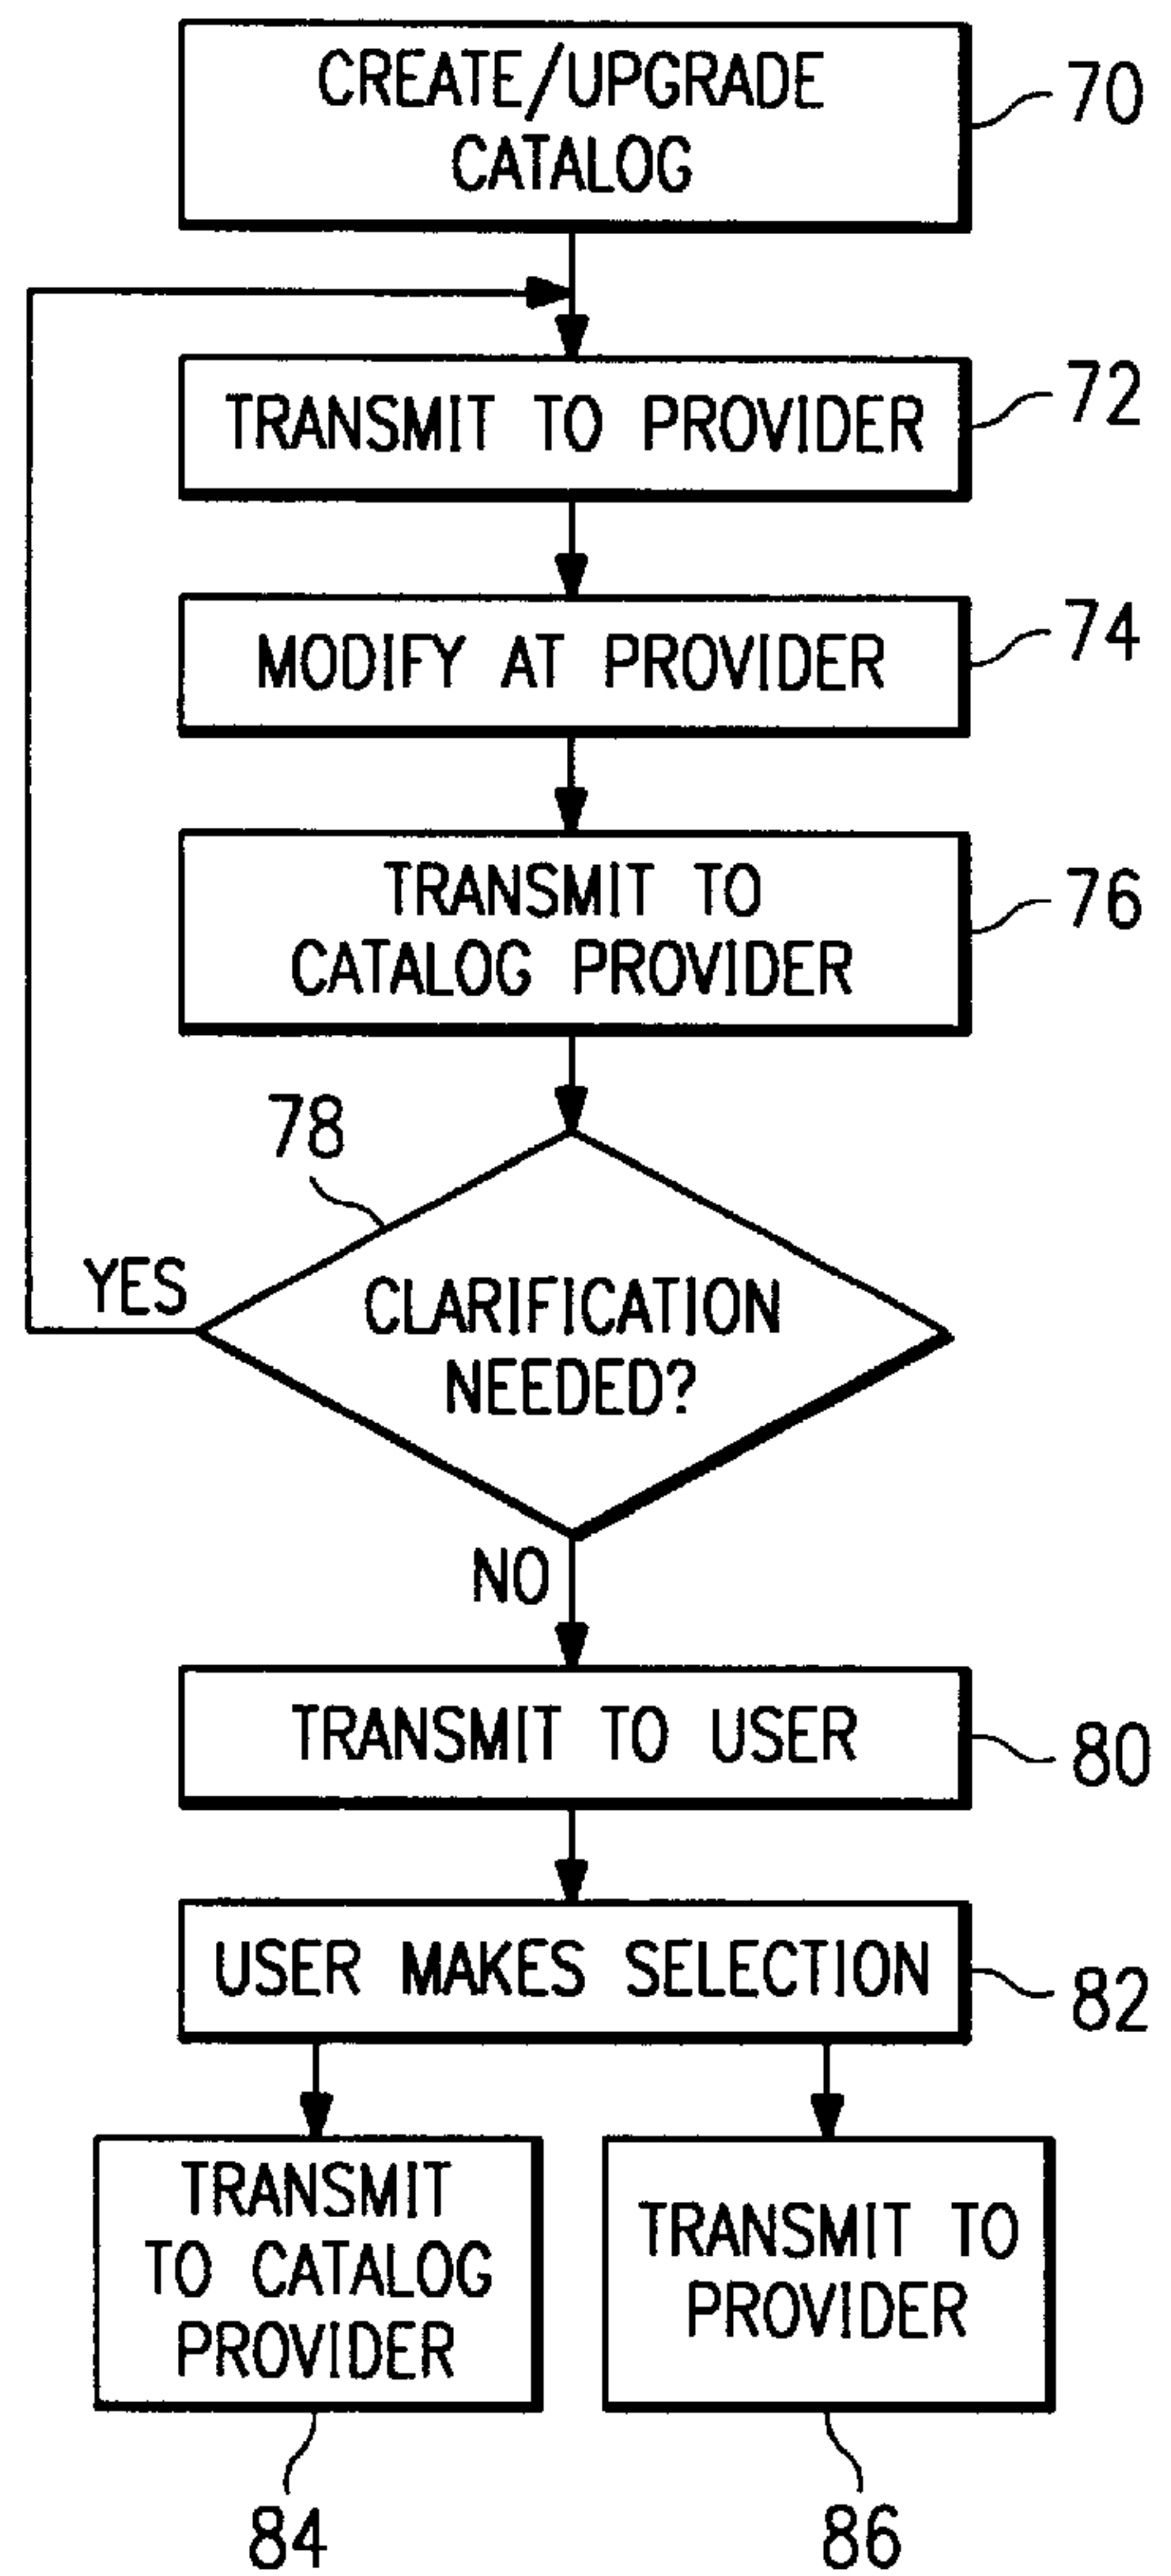 CREATE/UPGRADE
CATALOG
70
TRANSMIT TO PROVIDER
72
MODIFY AT PROVIDER
74
TRANSMIT TO
CATALOG PROVIDER
76
78
YES
CLARIFICATION
NEEDED?
NO
TRANSMIT TO USER
80
USER MAKES SELECTION
82
TRANSMIT
TO CATALOG
PROVIDER
84
TRANSMIT TO
PROVIDER
86